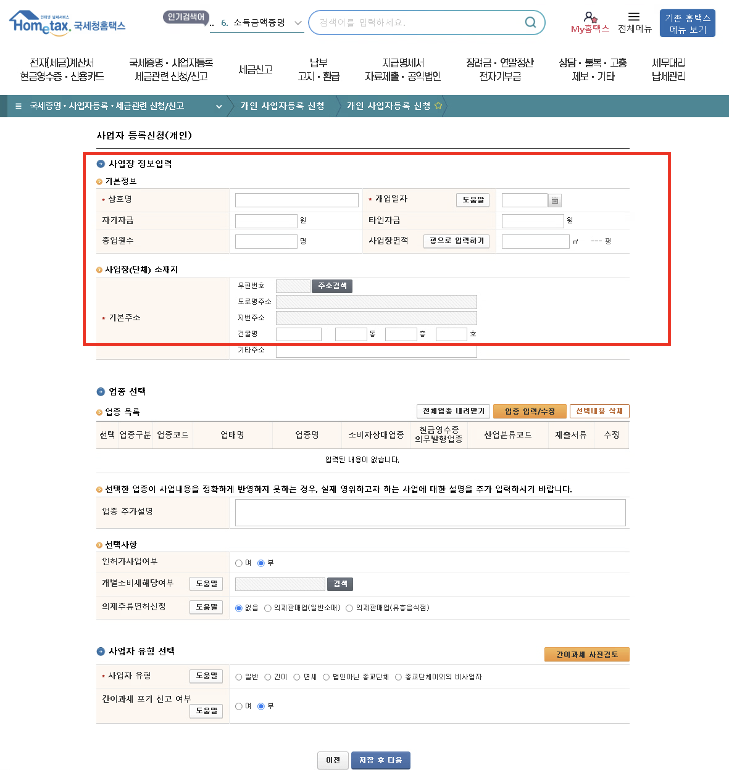 Hometax. 국세청홈택스
인기검색어
6. 소득금액증명
검색어를 입력하세요.
My홈택스
전체메뉴
기존 홈택스
메뉴 보기
전자(세금)계산서
현금영수증·신용카드
국세증명·사업자등록
세금관련 신청/신고
세금신고
납부
고지·환급
지급명세서
자료제출·공익법인
장려금·연말정산
전자기부금
상담·불복·고충
제보·기타
세무대리
납세관리
국세증명·사업자등록·세금관련 신청/신고
개인 사업자등록 신청
개인 사업자등록 신청
사업자 등록신청(개인)
사업장 정보입력
기본정보
• 상호명
• 개업일자
도움말
자기자금
원
타인자금
원
종업원수
명
사업장면적
평으로 입력하기
㎡
--- 평
사업장(단체) 소재지
• 기본주소
우편번호
주소검색
도로명주소
지번주소
건물명
동
층
호
기타주소
업종 선택
업종 목록
전체업종 내려받기
업종 입력/수정
선택내용 삭제
선택
업종구분
업종코드
업태명
업종명
소비자상대업종
현금영수증
의무발행업종
산업분류코드
제출서류
수정
입력된 내용이 없습니다.
선택한 업종이 사업내용을 정확하게 반영하지 못하는 경우, 실제 영위하고자 하는 사업에 대한 설명을 추가 입력하시기 바랍니다.
업종 추가설명
선택사항
인허가사업여부
여
부
개별소비세해당여부
도움말
검색
의제주류면허신청
도움말
없음
의제판매업(일반소매)
의제판매업(유흥음식점)
사업자 유형 선택
간이과세 사전검토
• 사업자 유형
도움말
일반
간이
면세
법인아닌 종교단체
종교단체이외의 비사업자
간이과세 포기 신고 여부
도움말
여
부
이전
저장 후 다음